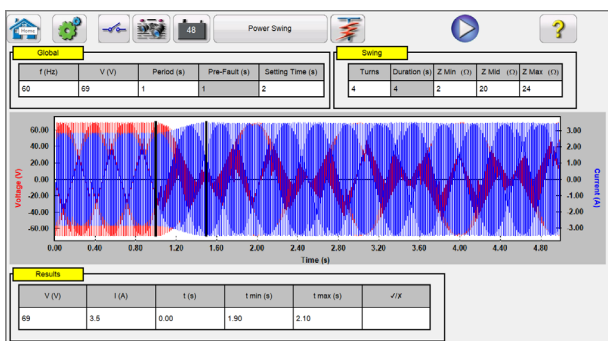 Home
48
Power Swing
?
Global
f (Hz) V (V) Period (s) Pre-Fault (s) Setting Time (s)
60 69 1 1 2
Swing
Turns Duration (s) Z Min (Ω) Z Mid (Ω) Z Max (Ω)
4 4 2 20 24
Voltage (V)
60.00
40.00
20.00
0.00
-20.00
-40.00
-60.00
3.00
2.00
1.00
0.00
-1.00
-2.00
3.00
Current (A)
0.00 0.40 0.80 1.20 1.60 2.00 2.40 2.80 3.20 3.60 4.00 4.40 4.80
Time (s)
Results
V (V) I (A) t (s) t min (s) t max (s) ✓/X
69 3.5 0.00 1.90 2.10